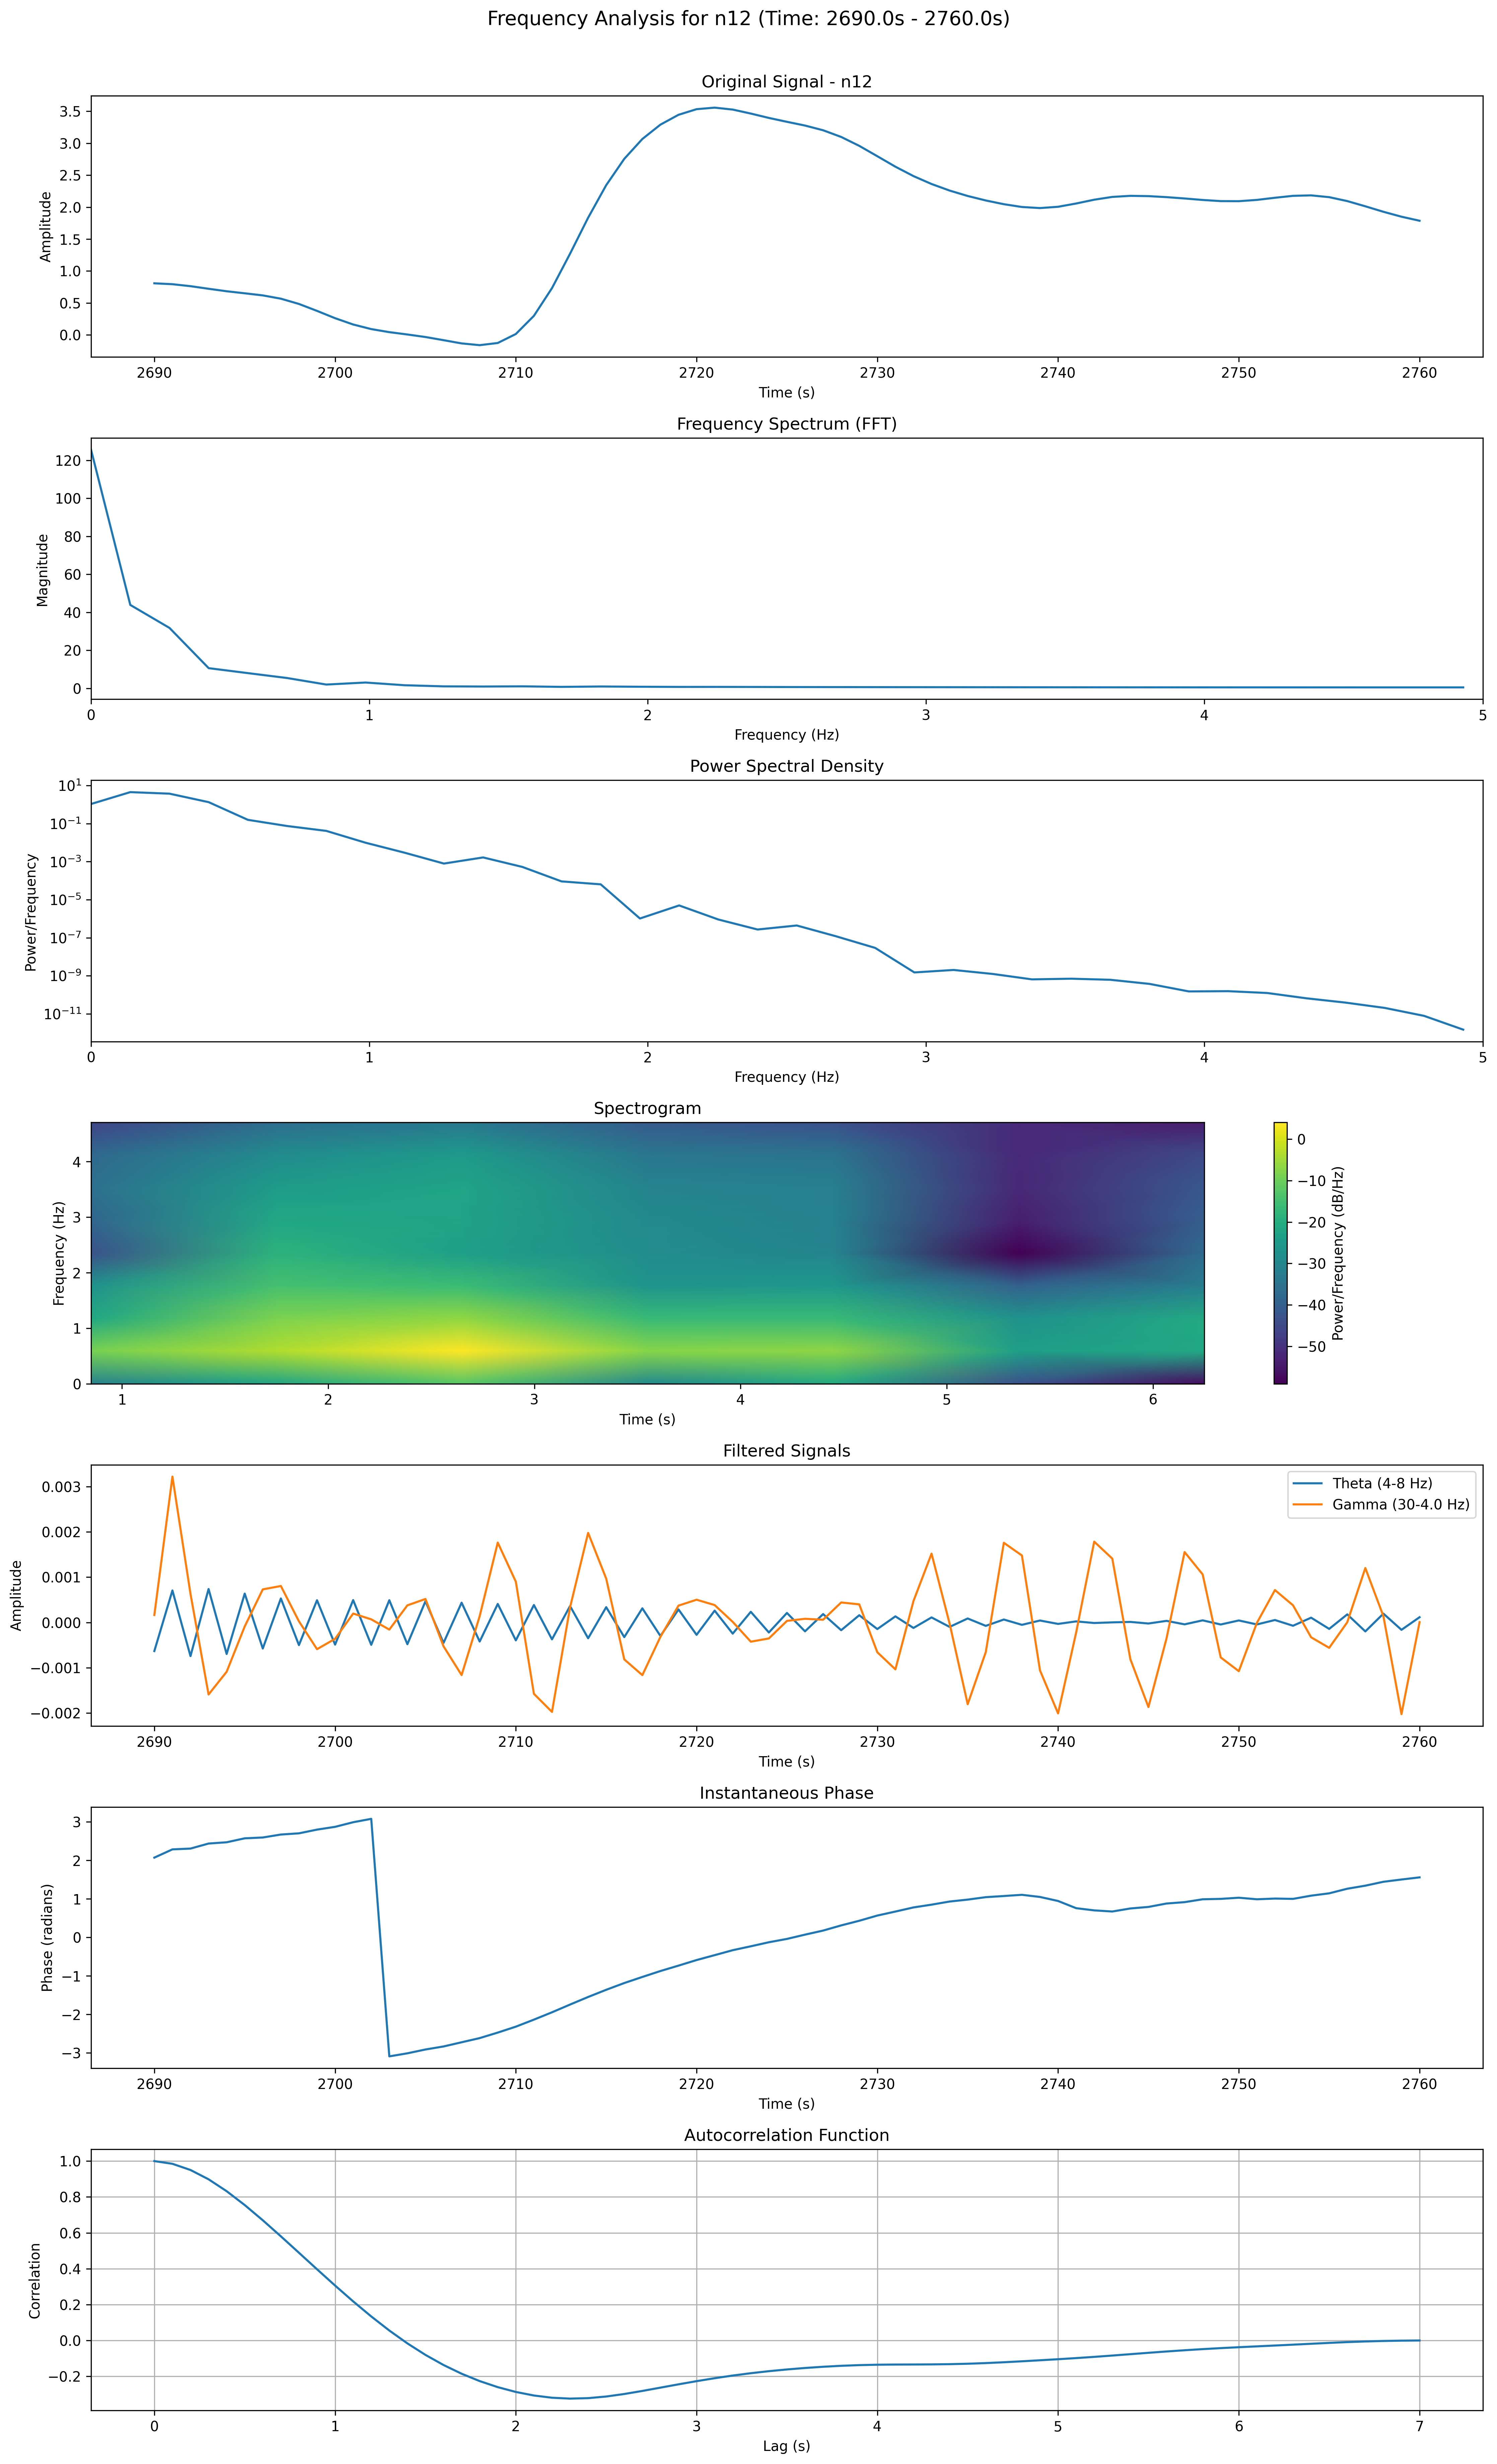 Frequency Analysis for n12 (Time: 2690.0s - 2760.0s)
Original Signal - n12
3.5
3.0
2.5
2.0
1.5
1.0
0.5
0.0
Amplitude
2690 2700 2710 2720 2730 2740 2750 2760
Time (s)
Frequency Spectrum (FFT)
120
100
80
60
40
20
0
Magnitude
0 1 2 3 4 5
Frequency (Hz)
Power Spectral Density
10¹
10⁻¹
10⁻³
10⁻⁵
10⁻⁷
10⁻⁹
10⁻¹¹
Power/Frequency
0 1 2 3 4 5
Frequency (Hz)
Spectrogram
4
3
2
1
0
Frequency (Hz)
1 2 3 4 5 6
Time (s)
0
−10
−20
−30
−40
−50
Power/Frequency (dB/Hz)
Filtered Signals
Theta (4-8 Hz)
Gamma (30-4.0 Hz)
0.003
0.002
0.001
0.000
−0.001
−0.002
Amplitude
2690 2700 2710 2720 2730 2740 2750 2760
Time (s)
Instantaneous Phase
3
2
1
0
−1
−2
−3
Phase (radians)
2690 2700 2710 2720 2730 2740 2750 2760
Time (s)
Autocorrelation Function
1.0
0.8
0.6
0.4
0.2
0.0
−0.2
Correlation
0 1 2 3 4 5 6 7
Lag (s)